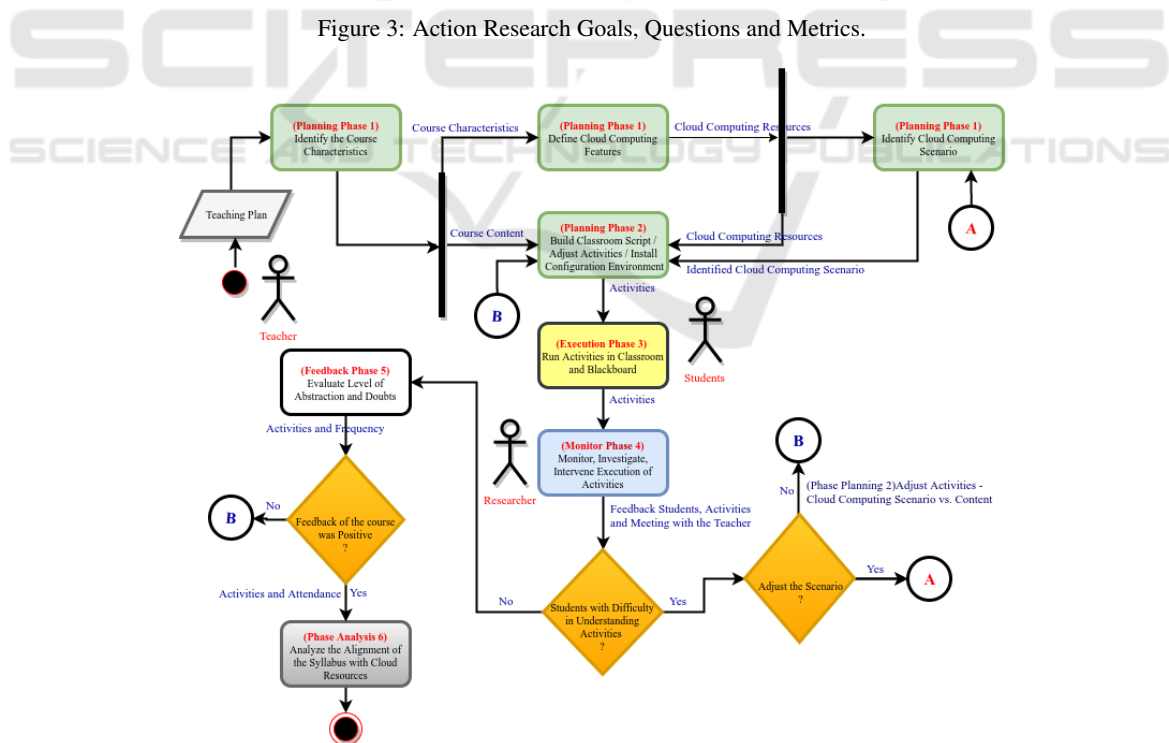 SCITEPRESS
SCIENCE AND TECHNOLOGY PUBLICATIONS
Figure 3: Action Research Goals, Questions and Metrics.
(Planning Phase 1)
Identify the Course
Characteristics
Course Characteristics
(Planning Phase 1)
Define Cloud Computing
Features
Cloud Computing Resources
(Planning Phase 1)
Identify Cloud Computing
Scenario
Teaching Plan
Teacher
Course Content
(Planning Phase 2)
Build Classroom Script /
Adjust Activities / Install
Configuration Environment
Cloud Computing Resources
Identified Cloud Computing Scenario
A
B
Activities
(Execution Phase 3)
Run Activities in Classroom
and Blackboard
Students
Activities
(Feedback Phase 5)
Evaluate Level of
Abstraction and Doubts
Activities and Frequency
Researcher
(Monitor Phase 4)
Monitor, Investigate,
Intervene Execution of
Activities
Feedback Students, Activities
and Meeting with the Teacher
B
No
(Phase Planning 2)Adjust Activities -
Cloud Computing Scenario vs. Content
B
No
Feedback of the course
was Positive
?
Activities and Attendance
Yes
No
Students with Difficulty
in Understanding
Activities
?
Yes
Adjust the Scenario
?
Yes
A
(Phase Analysis 6)
Analyze the Alignment of
the Syllabus with Cloud
Resources